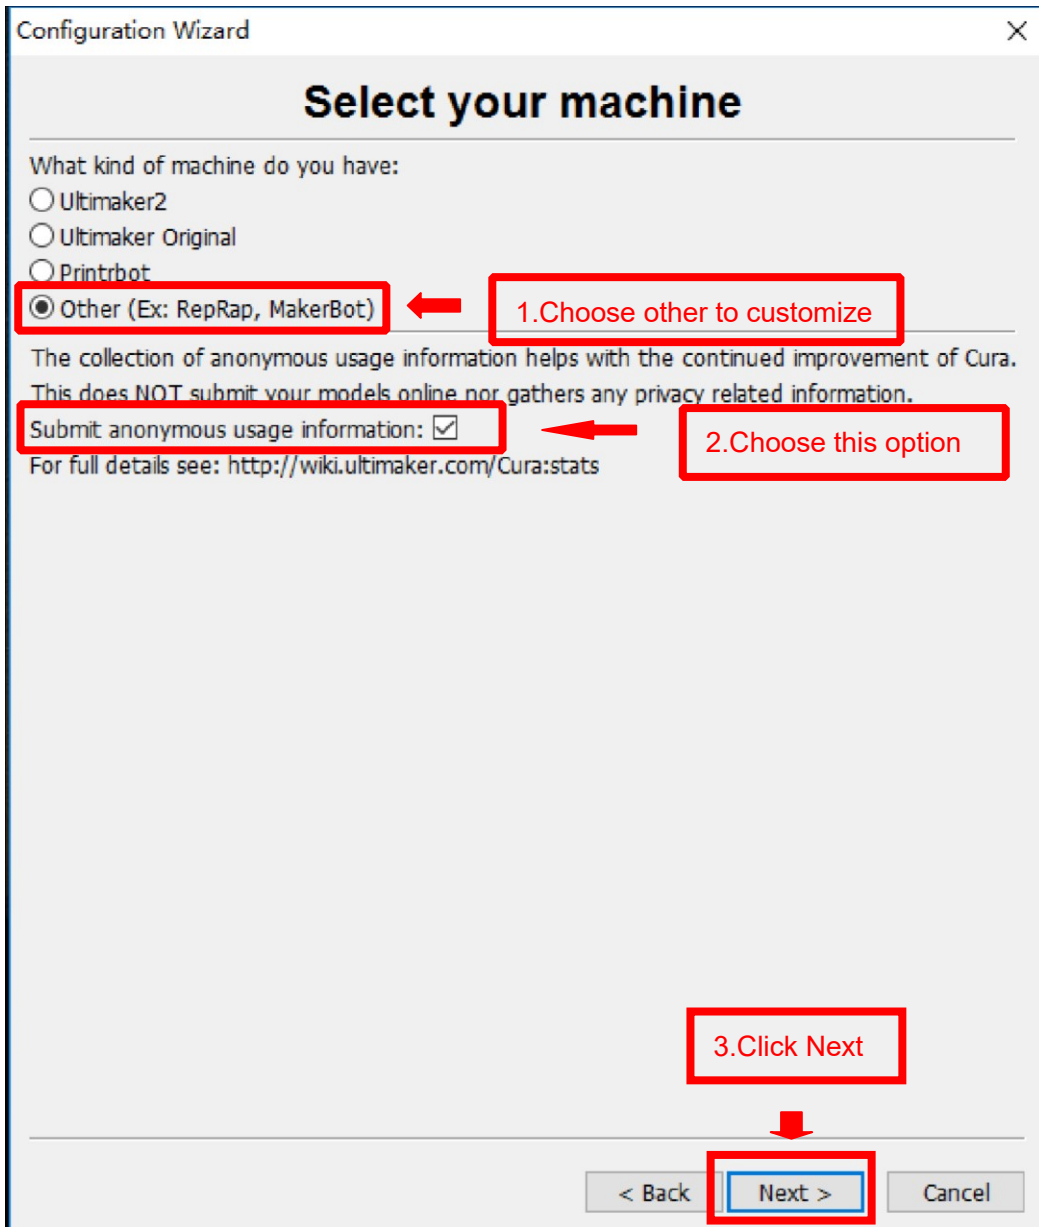 Configuration Wizard
Select your machine
What kind of machine do you have:
Ultimaker2
Ultimaker Original
Printrbot
Other (Ex: RepRap, MakerBot)
1.Choose other to customize
The collection of anonymous usage information helps with the continued improvement of Cura.
This does NOT submit your models online nor gathers any privacy related information.
Submit anonymous usage information:
2.Choose this option
For full details see: http://wiki.ultimaker.com/Cura:stats
3.Click Next
< Back
Next >
Cancel